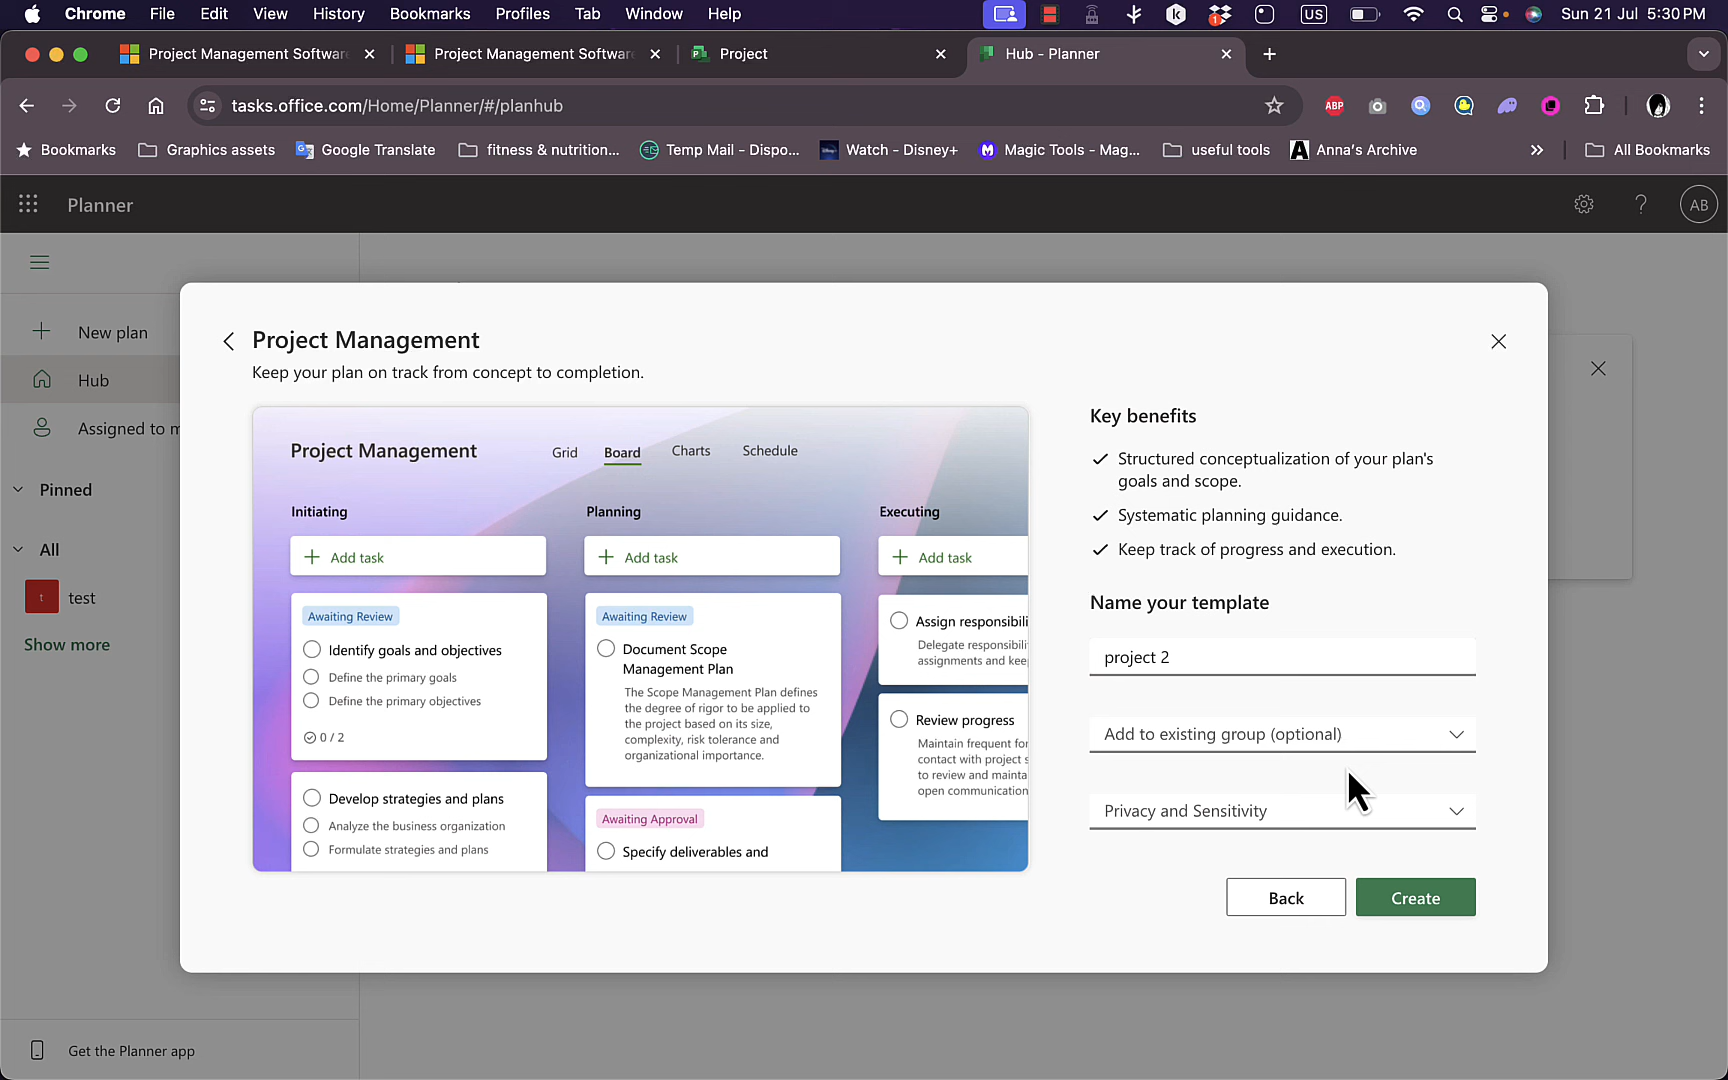 Chrome File Edit View History Bookmarks Profiles Tab Window Help US Sun 21 Jul 5:30 PM
Project Management Softwar Project Management Softwar Project Hub - Planner
tasks.office.com/Home/Planner/#/planhub ABP
Bookmarks Graphics assets Google Translate fitness & nutrition... Temp Mail - Dispo... Watch - Disney+ Magic Tools - Mag... useful tools Anna's Archive All Bookmarks
Planner AB
New plan
Hub
Assigned to m
Pinned
All
t test
Show more
Get the Planner app
Project Management
Keep your plan on track from concept to completion.
Project Management Grid Board Charts Schedule
Initiating Planning Executing
Add task Add task Add task
Awaiting Review
Identify goals and objectives
Define the primary goals
Define the primary objectives
0 / 2
Develop strategies and plans
Analyze the business organization
Formulate strategies and plans
Awaiting Review
Document Scope
Management Plan
The Scope Management Plan defines
the degree of rigor to be applied to
the project based on its size,
complexity, risk tolerance and
organizational importance.
Awaiting Approval
Specify deliverables and
Assign responsibili
Delegate responsibili
assignments and kee
Review progress
Maintain frequent for
contact with project s
to review and mainta
open communication
Key benefits
Structured conceptualization of your plan's
goals and scope.
Systematic planning guidance.
Keep track of progress and execution.
Name your template
project 2
Add to existing group (optional)
Privacy and Sensitivity
Back Create